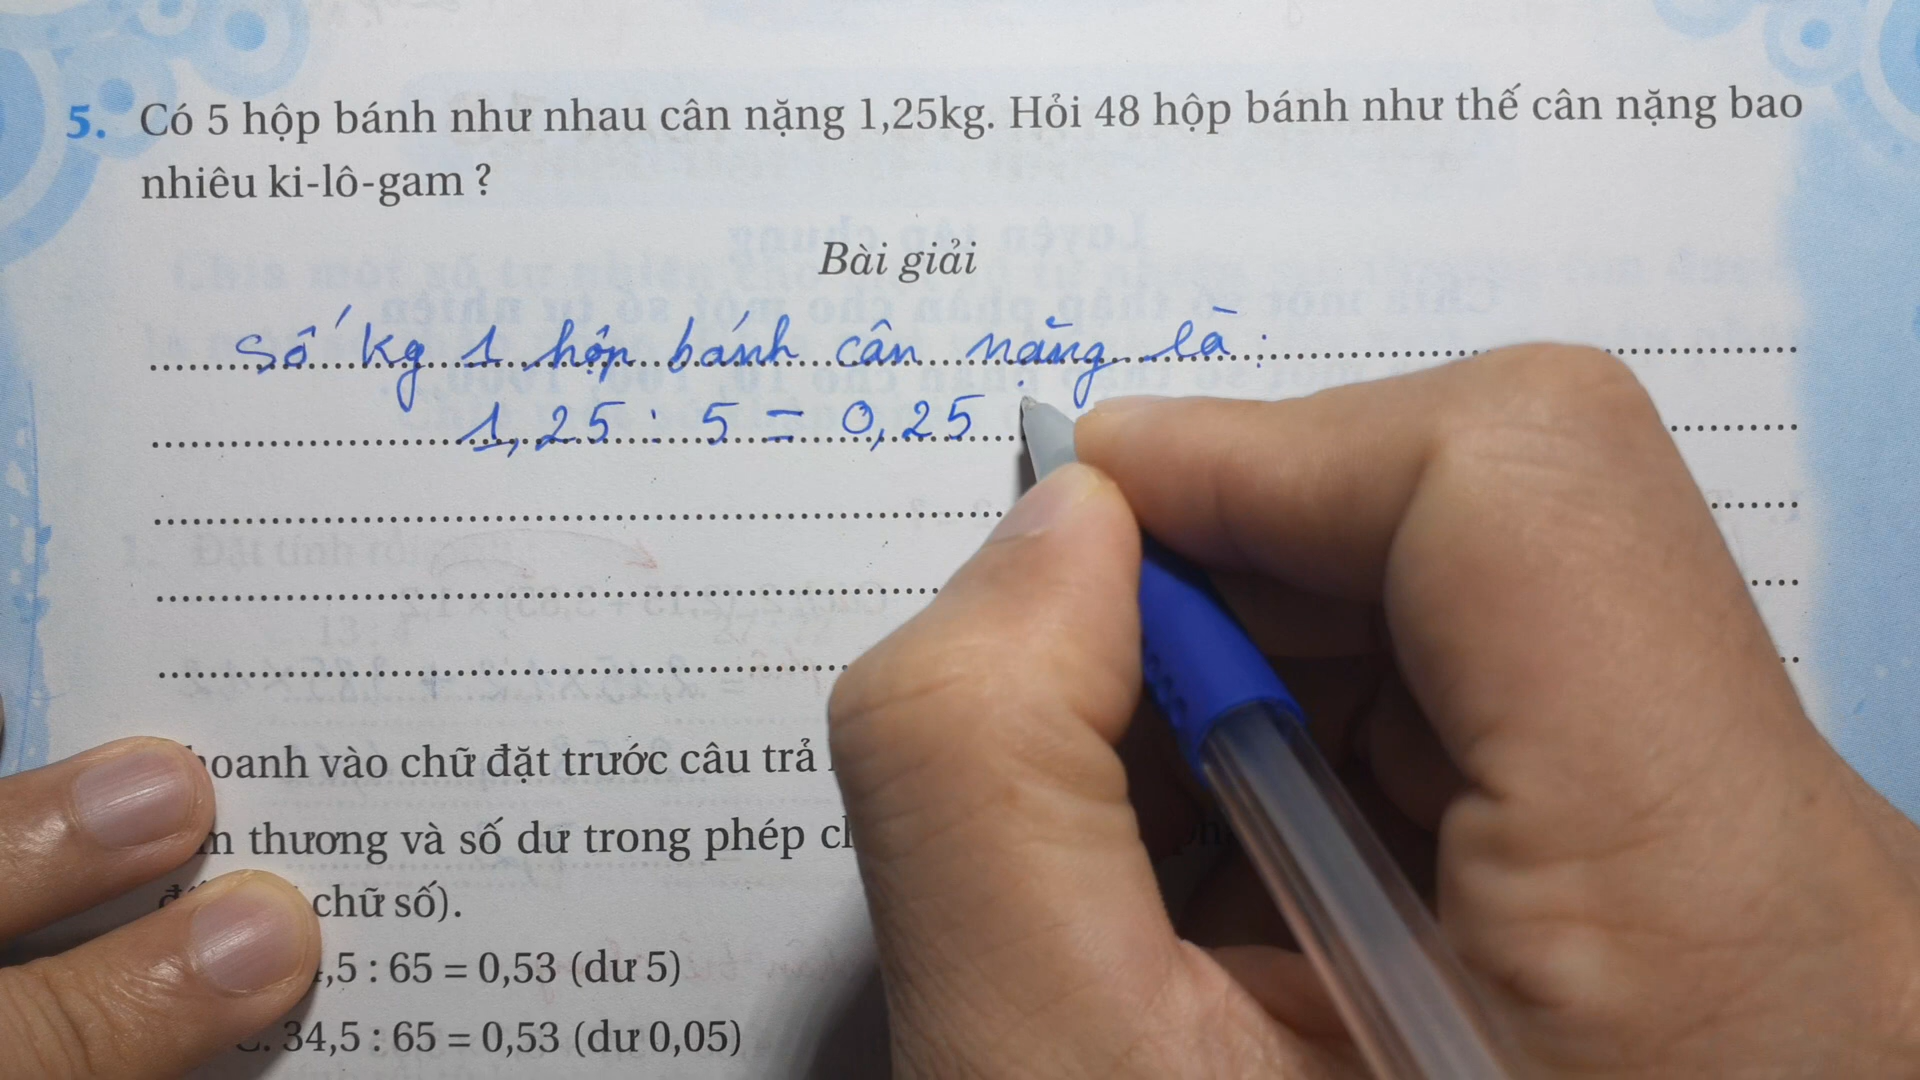 5. Có 5 hộp bánh như nhau cân nặng 1,25kg. Hỏi 48 hộp bánh như thế cân nặng bao
nhiêu ki-lô-gam ?
Bài giải
Số kg 1 hộp bánh cân nặng là :
1,25 : 5 = 0,25
vào chữ đặt trước câu trả
thương và số dư trong phép
chữ số).
,5 : 65 = 0,53 (dư 5)
C. 34,5 : 65 = 0,53 (dư 0,05)